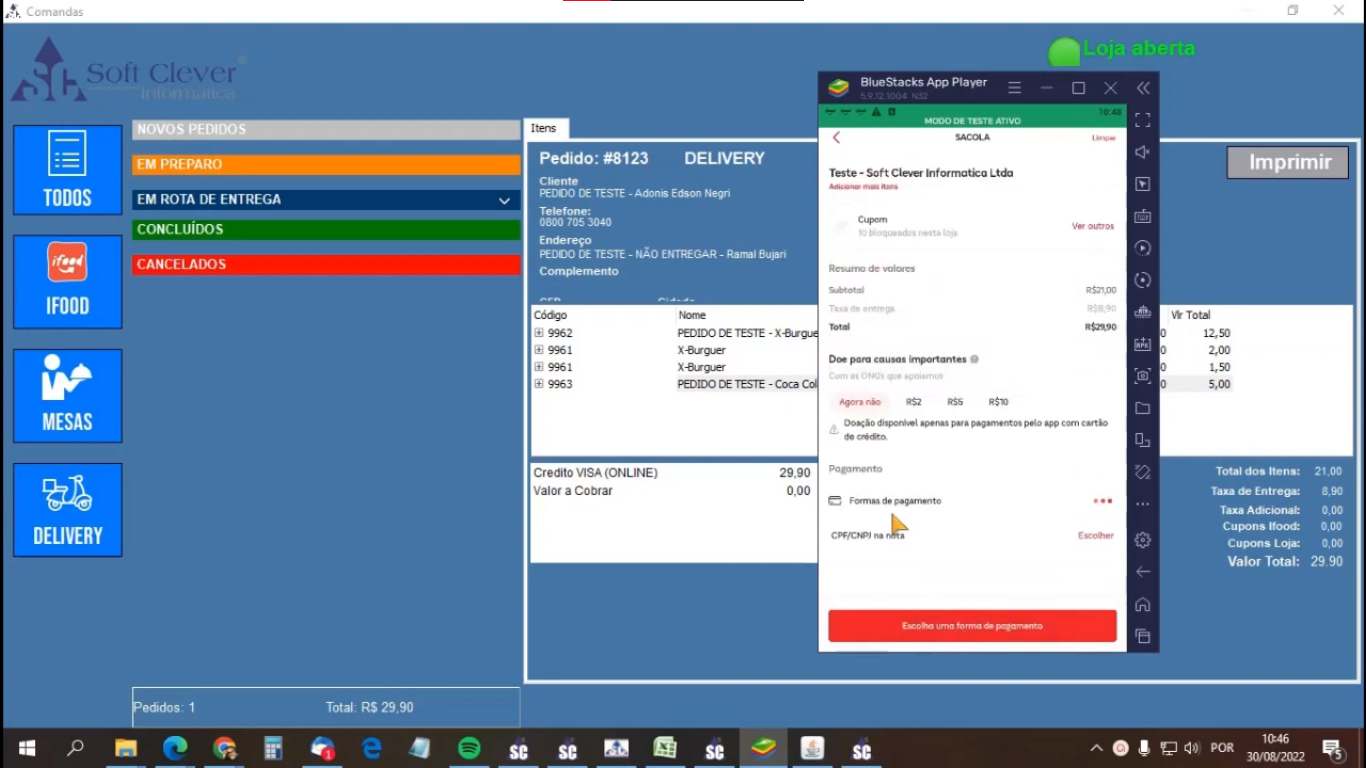 Comandas
Soft Clever®
Informatica
Loja aberta
TODOS
IFOOD
ifood
MESAS
DELIVERY
NOVOS PEDIDOS
EM PREPARO
EM ROTA DE ENTREGA
CONCLUÍDOS
CANCELADOS
Pedidos: 1 Total: R$ 29,90
Itens
Pedido: #8123 DELIVERY
Imprimir
Cliente
PEDIDO DE TESTE - Adonis Edson Negri
Telefone:
0800 705 3040
Endereço
PEDIDO DE TESTE - NÃO ENTREGAR - Ramal Bujari
Complemento
Código Nome Vlr Total
9962 PEDIDO DE TESTE - X-Burgue 0 12,50
9961 X-Burguer 0 2,00
9961 X-Burguer 0 1,50
9963 PEDIDO DE TESTE - Coca Col 0 5,00
Credito VISA (ONLINE) 29,90
Valor a Cobrar 0,00
Total dos Itens: 21,00
Taxa de Entrega: 8,90
Taxa Adicional: 0,00
Cupons Ifood: 0,00
Cupons Loja: 0,00
Valor Total: 29.90
BlueStacks App Player
5.9.12.1004 N32
10:48
MODO DE TESTE ATIVO
SACOLA
Limpar
Teste - Soft Clever Informatica Ltda
Adicionar mais itens
Cupom
10 bloqueados nesta loja
Ver outros
Resumo de valores
Subtotal R$21,00
Taxa de entrega R$8,90
Total R$29,90
Doe para causas importantes
Com as ONGs que apoiamos
Agora não R$2 R$5 R$10
Doação disponível apenas para pagamentos pelo app com cartão
de crédito.
Pagamento
Formas de pagamento
CPF/CNPJ na nota Escolher
Escolha uma forma de pagamento
POR
10:46
30/08/2022